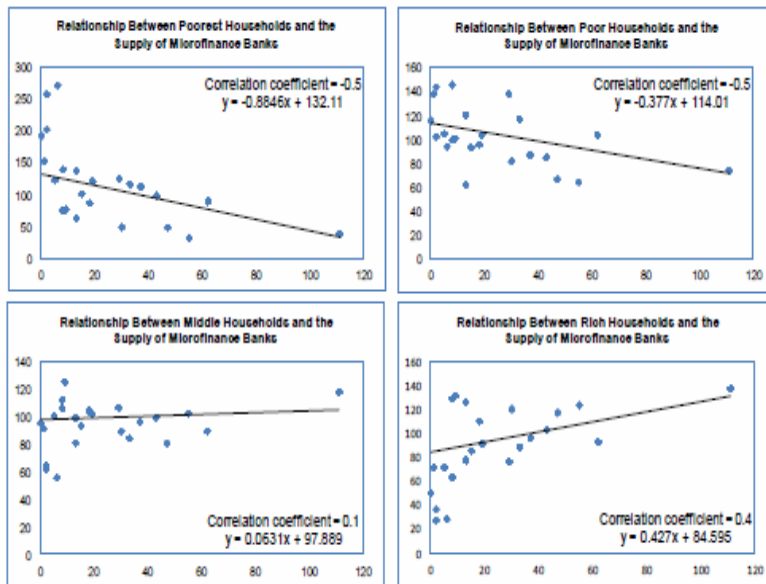 Relationship Between Poorest Households and the
Supply of Microfinance Banks
Correlation coefficient = -0.5
y = -0.8846x + 132.11
300
250
200
150
100
50
0
0 20 40 60 80 100 120
Relationship Between Poor Households and the
Supply of Microfinance Banks
Correlation coefficient = -0.5
y = -0.377x + 114.01
160
140
120
100
80
60
40
20
0
0 20 40 60 80 100 120
Relationship Between Middle Households and the
Supply of Microfinance Banks
140
120
100
80
60
40
20
0
Correlation coefficient = 0.1
y = 0.0631x + 97.889
0 20 40 60 80 100 120
Relationship Between Rich Households and the
Supply of Microfinance Banks
160
140
120
100
80
60
40
20
0
Correlation coefficient = 0.4
y = 0.427x + 84.595
0 20 40 60 80 100 120